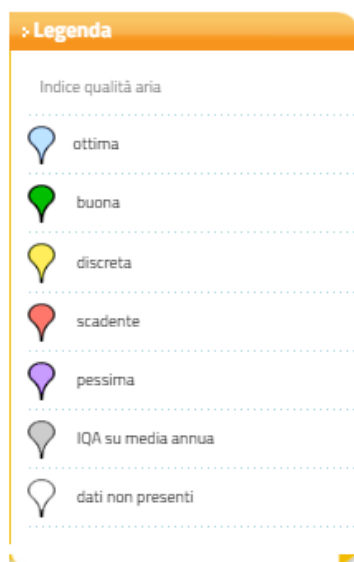 Legenda
Indice qualità aria
ottima
buona
discreta
scadente
pessima
IQA su media annua
dati non presenti